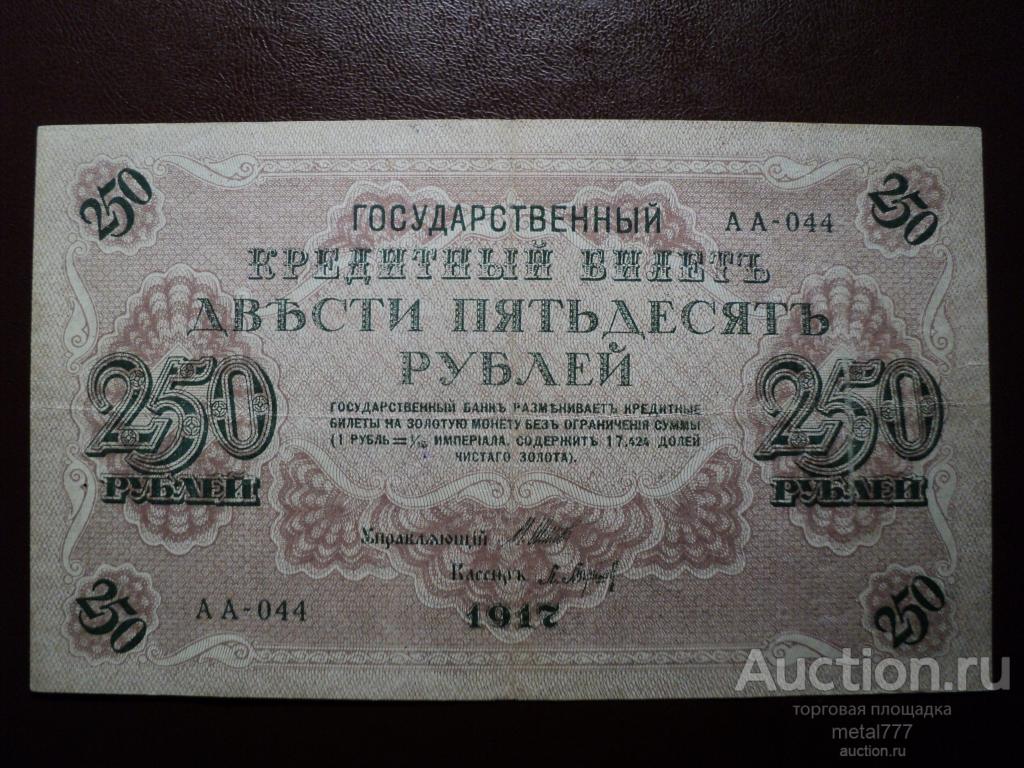 250
250
ГОСУДАРСТВЕННЫЙ
АА-044
КРЕДИТНЫЙ БИЛЕТЪ
ДВѢСТИ ПЯТЬДЕСЯТЪ
РУБЛЕЙ
250
РУБЛЕЙ
250
РУБЛЕЙ
ГОСУДАРСТВЕННЫЙ БАНКЪ РАЗМѢНИВАЕТЪ КРЕДИТНЫЕ
БИЛЕТЫ НА ЗОЛОТУЮ МОНЕТУ БЕЗЪ ОГРАНИЧЕНІЯ СУММЫ
(1 РУБЛЬ = 1/15 ИМПЕРІАЛА, СОДЕРЖИТЪ 17,424 ДОЛЕЙ
ЧИСТАГО ЗОЛОТА).
Управляющій
Кассиръ
АА-044
1917
250
250
Auction.ru
торговая площадка
metal777
auction.ru